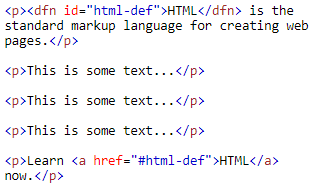 <p><dfn id="html-def">HTML</dfn> is the
standard markup language for creating web
pages.</p>
<p>This is some text...</p>
<p>This is some text...</p>
<p>This is some text...</p>
<p>Learn <a href="#html-def">HTML</a>
now.</p>